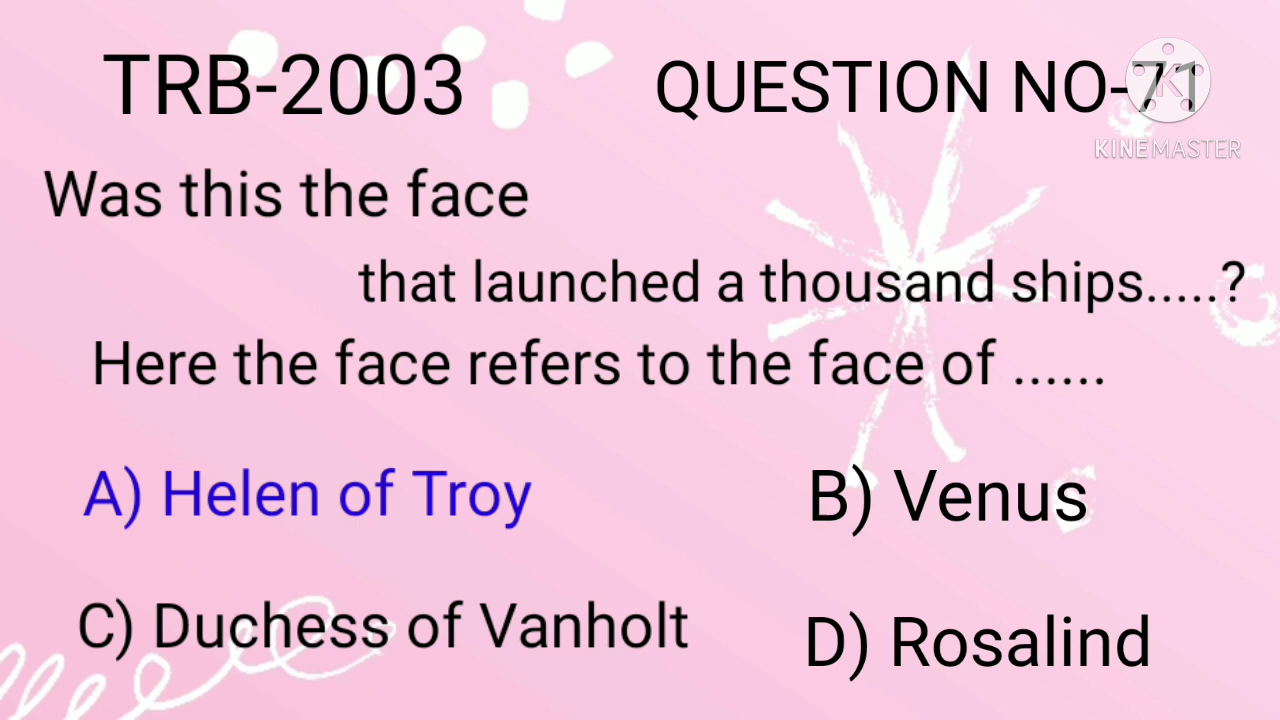 TRB-2003 QUESTION NO-71
KINEMASTER
Was this the face
that launched a thousand ships.....?
Here the face refers to the face of ......
A) Helen of Troy B) Venus
C) Duchess of Vanholt D) Rosalind